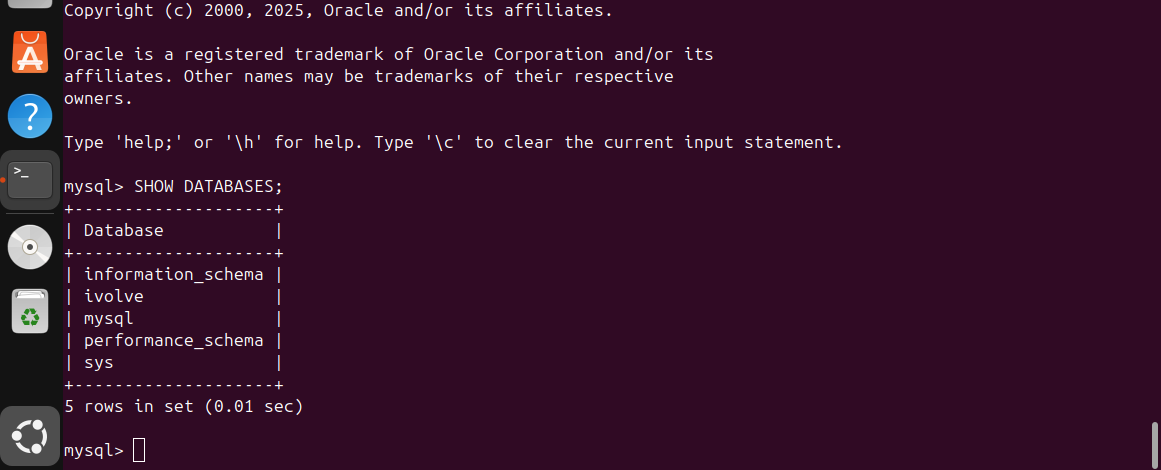 Copyright (c) 2000, 2025, Oracle and/or its affiliates.
Oracle is a registered trademark of Oracle Corporation and/or its
affiliates. Other names may be trademarks of their respective
owners.
Type 'help;' or '\h' for help. Type '\c' to clear the current input statement.
mysql> SHOW DATABASES;
+--------------------+
| Database           |
+--------------------+
| information_schema |
| ivolve             |
| mysql              |
| performance_schema |
| sys                |
+--------------------+
5 rows in set (0.01 sec)
mysql>